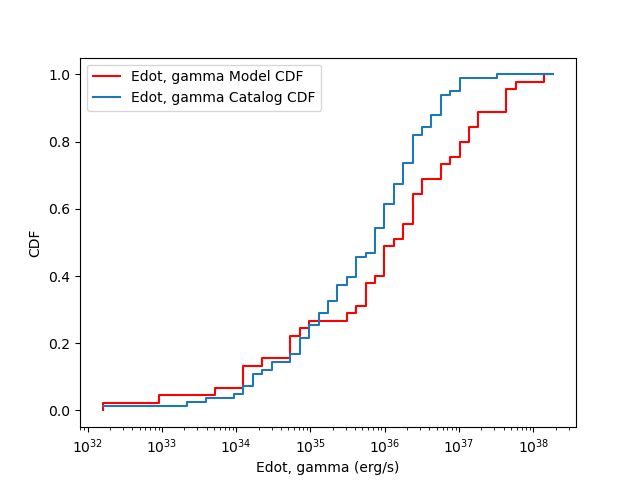 Edot, gamma Model CDF
Edot, gamma Catalog CDF
1.0
0.8
0.6
0.4
0.2
0.0
CDF
10^32 10^33 10^34 10^35 10^36 10^37 10^38
Edot, gamma (erg/s)